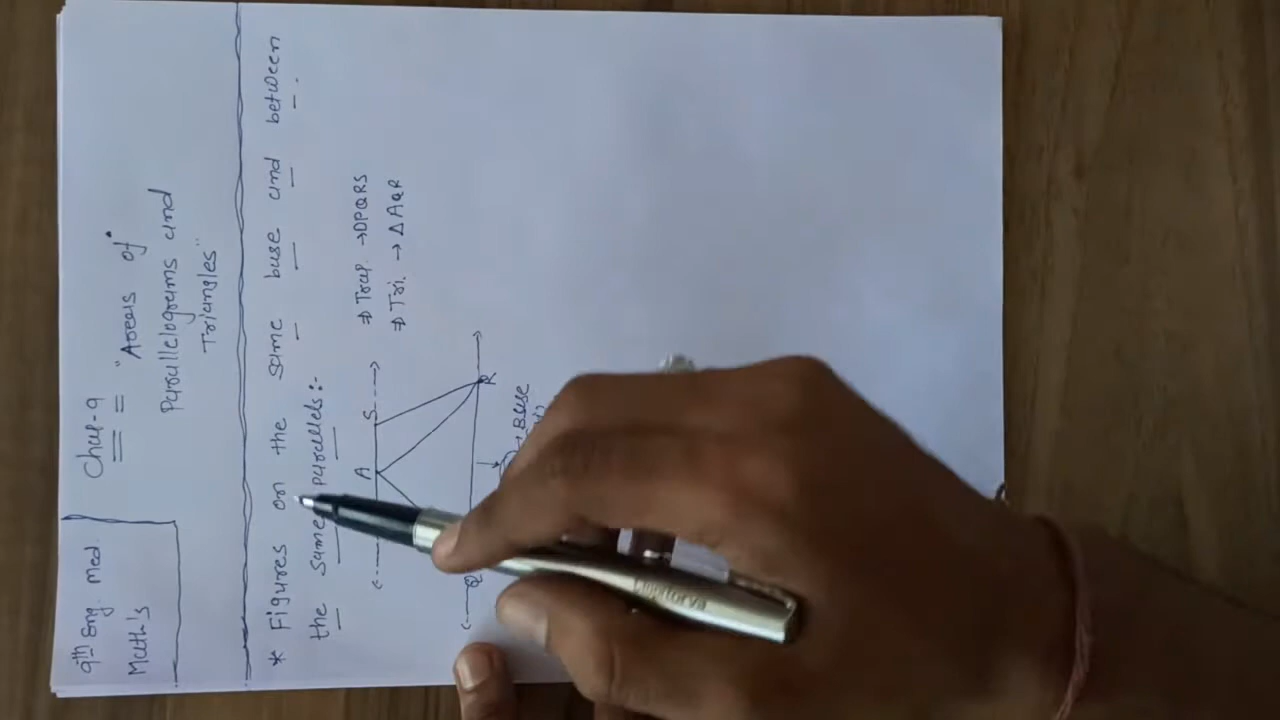 9th Eng. Med.
Math's
Chap-9
"Areas of
Parallelograms and
Triangles"
* Figures on the same base and between
the same parallels:-
A S
⇒ Trap. → □PQRS
⇒ Tri. → △AQR
Q R
→ Base